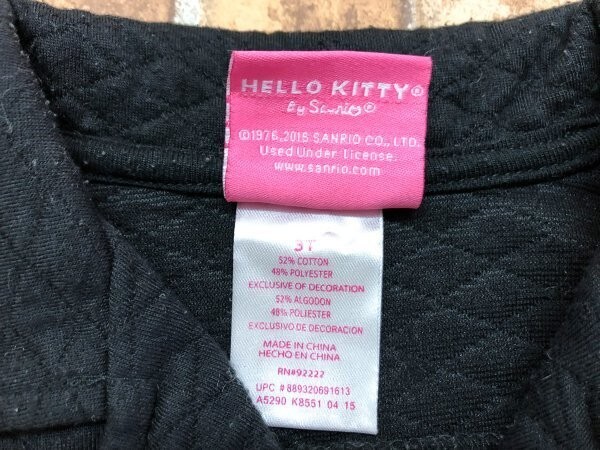 HELLO KITTY®
by Sanrio®
©1976,2015 SANRIO CO., LTD.
Used Under License.
www.sanrio.com
3T
52% COTTON
48% POLYESTER
EXCLUSIVE OF DECORATION
52% ALGODON
48% POLIESTER
EXCLUSIVO DE DECORACION
MADE IN CHINA
HECHO EN CHINA
RN#92222
UPC #889320691613
A5290 K8551 04 15